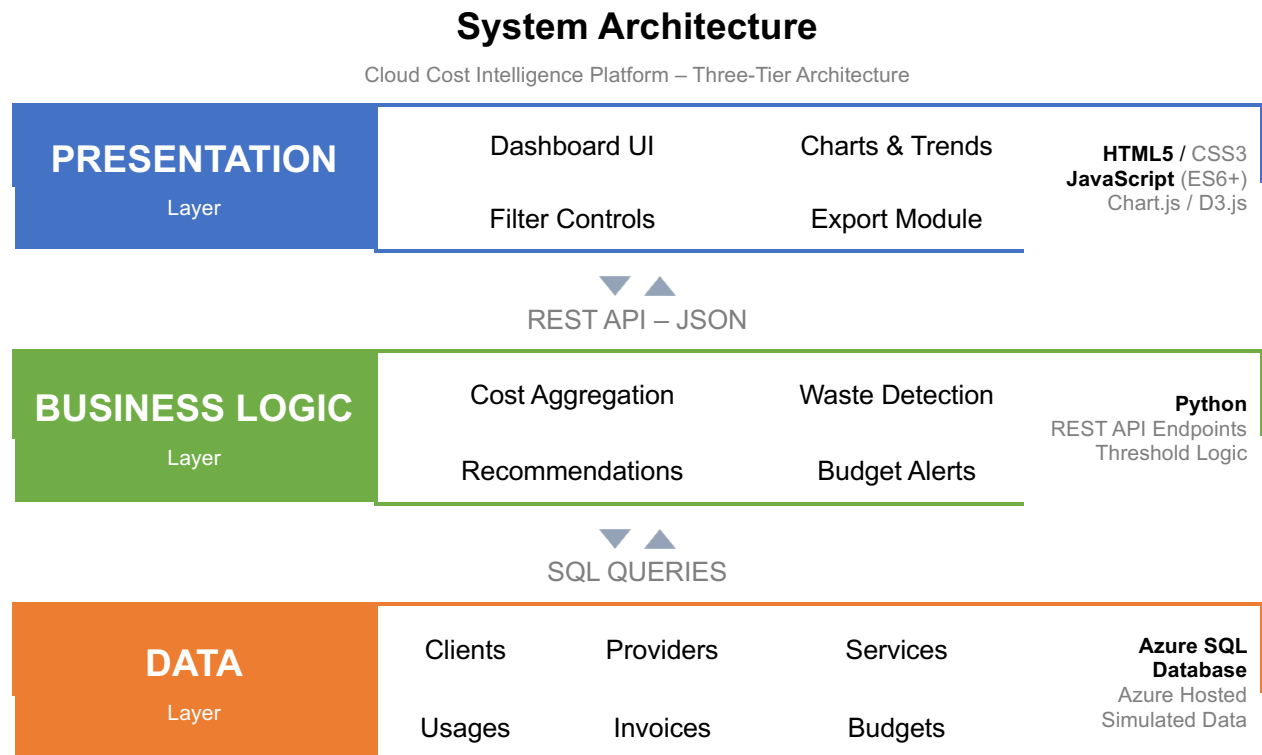 System Architecture
Cloud Cost Intelligence Platform – Three-Tier Architecture
PRESENTATION
Layer
Dashboard UI
Charts & Trends
Filter Controls
Export Module
HTML5 / CSS3
JavaScript (ES6+)
Chart.js / D3.js
REST API – JSON
BUSINESS LOGIC
Layer
Cost Aggregation
Waste Detection
Recommendations
Budget Alerts
Python
REST API Endpoints
Threshold Logic
SQL QUERIES
DATA
Layer
Clients
Providers
Services
Usages
Invoices
Budgets
Azure SQL
Database
Azure Hosted
Simulated Data